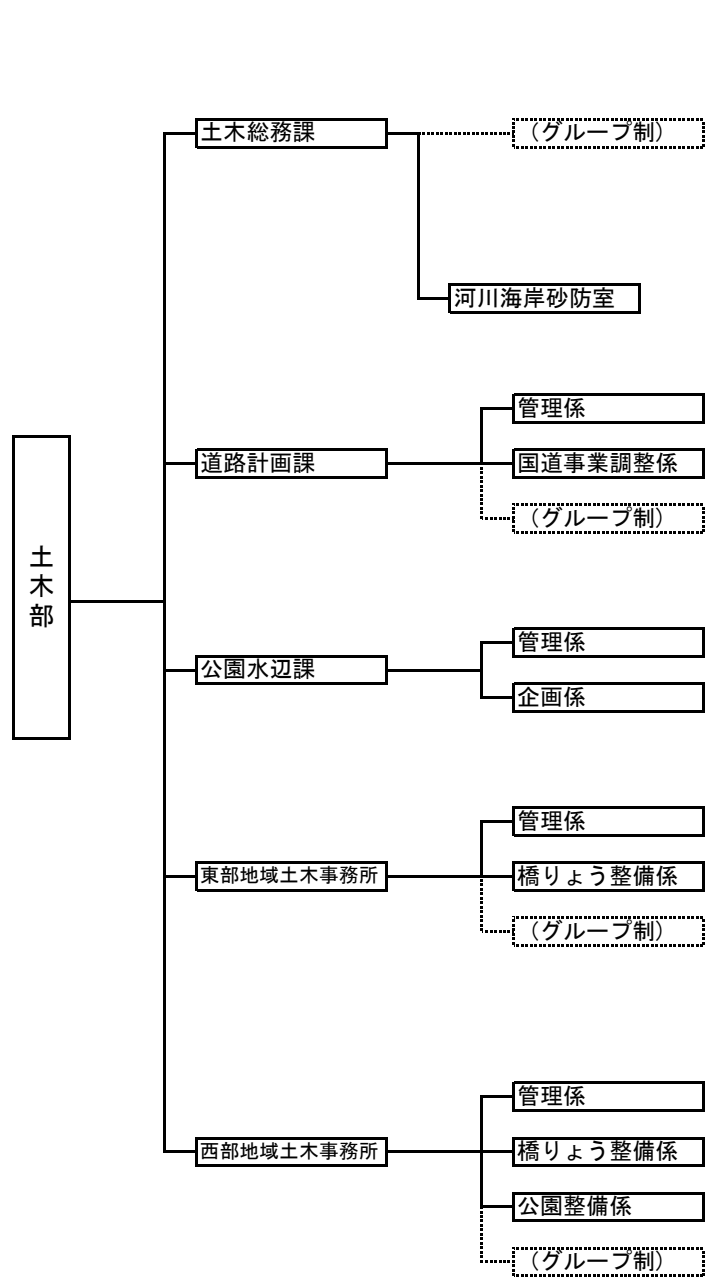 土木部
土木総務課
（グループ制）
河川海岸砂防室
道路計画課
管理係
国道事業調整係
（グループ制）
公園水辺課
管理係
企画係
東部地域土木事務所
管理係
橋りょう整備係
（グループ制）
西部地域土木事務所
管理係
橋りょう整備係
公園整備係
（グループ制）